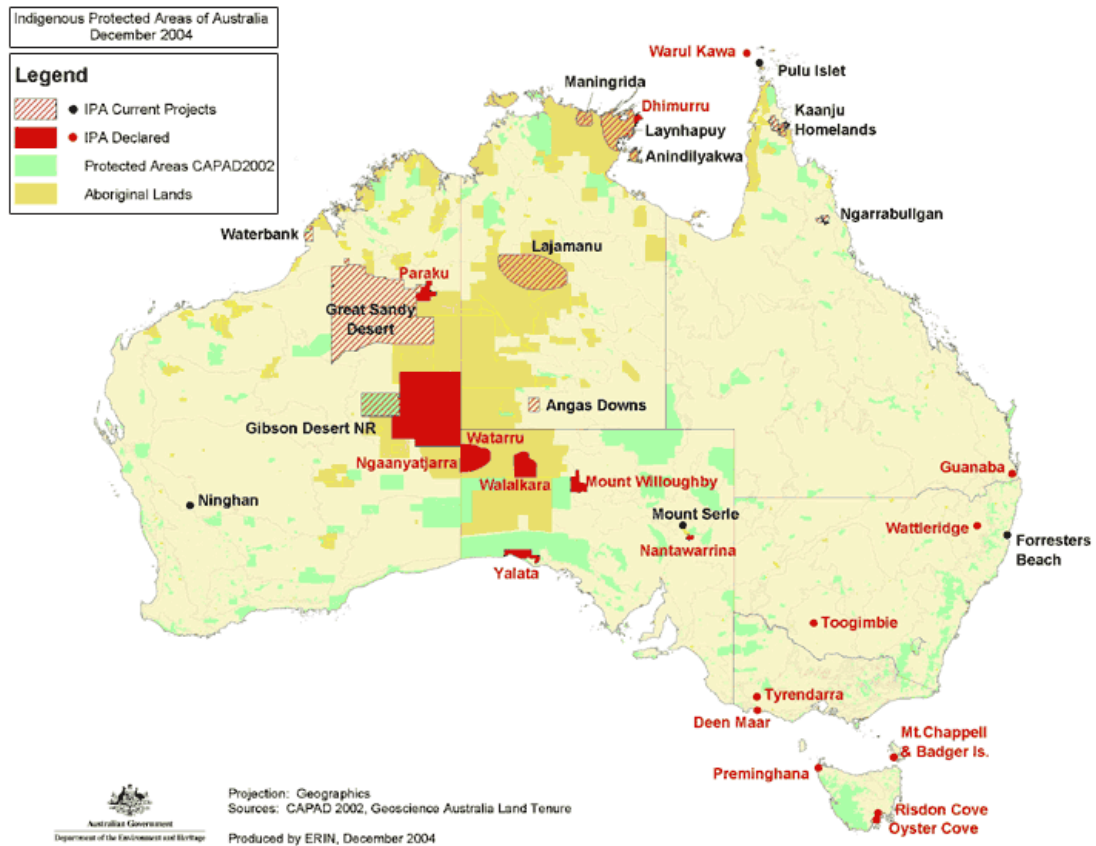 Indigenous Protected Areas of Australia
December 2004
Legend
IPA Current Projects
IPA Declared
Protected Areas CAPAD2002
Aboriginal Lands
Warul Kawa
Pulu Islet
Maningrida
Dhimurru
Kaanju
Homelands
Laynhapuy
Anindilyakwa
Ngarrabullgan
Waterbank
Lajamanu
Paraku
Great Sandy
Desert
Angas Downs
Gibson Desert NR
Watarru
Ngaanyatjarra
Walalkara
Mount Willoughby
Guanaba
Ninghan
Mount Serle
Wattleridge
Nantawarrina
Forresters
Beach
Yalata
Toogimbie
Tyrendarra
Deen Maar
Mt.Chappell
& Badger Is.
Preminghana
Risdon Cove
Oyster Cove
Australian Government
Department of the Environment and Heritage
Projection: Geographics
Sources: CAPAD 2002, Geoscience Australia Land Tenure
Produced by ERIN, December 2004